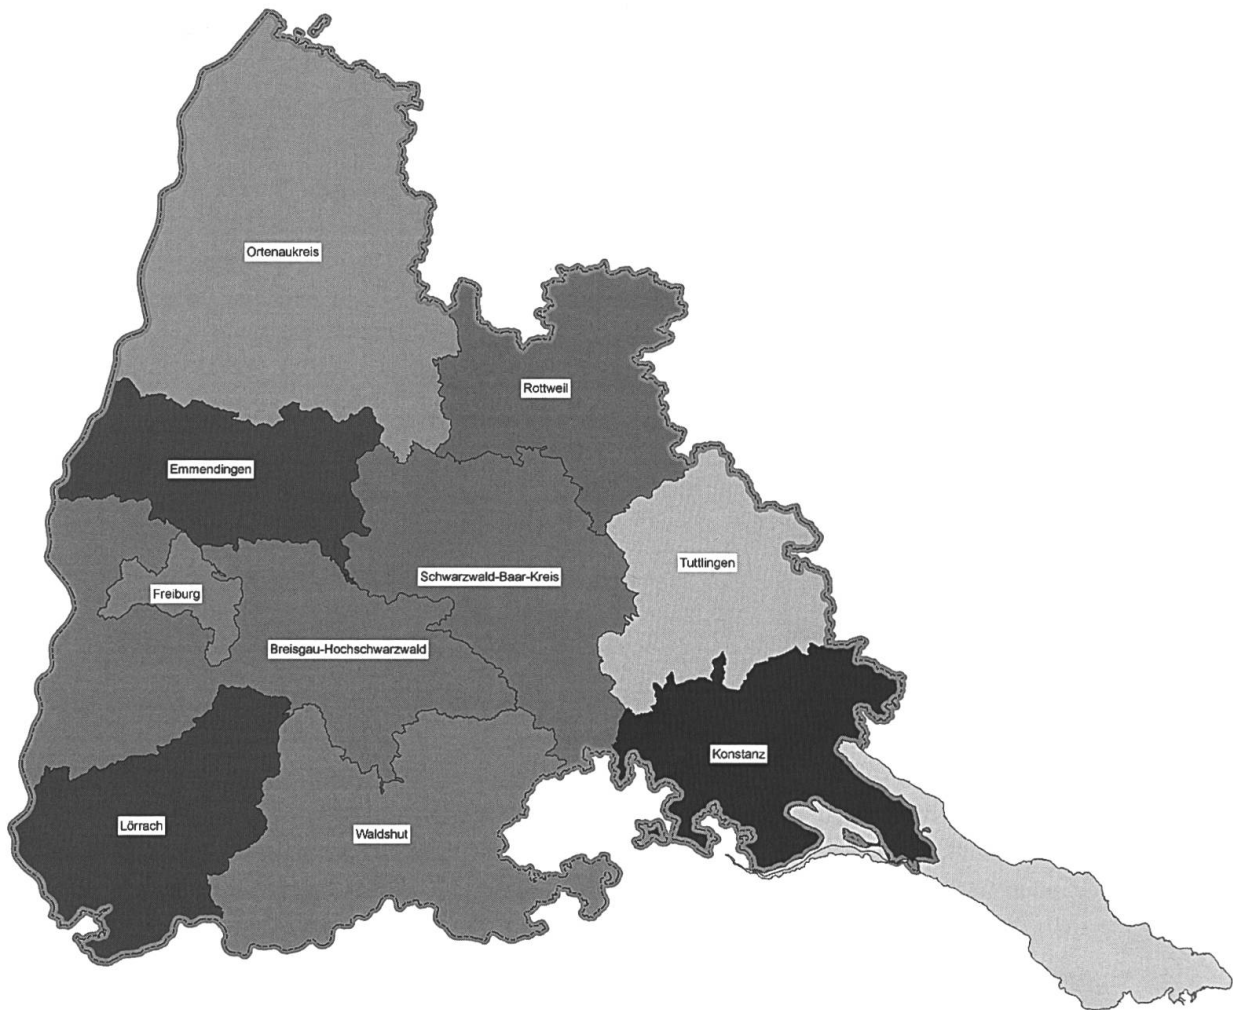 Ortenaukreis
Rottweil
Emmendingen
Tuttlingen
Schwarzwald-Baar-Kreis
Freiburg
Breisgau-Hochschwarzwald
Konstanz
Lörrach
Waldshut